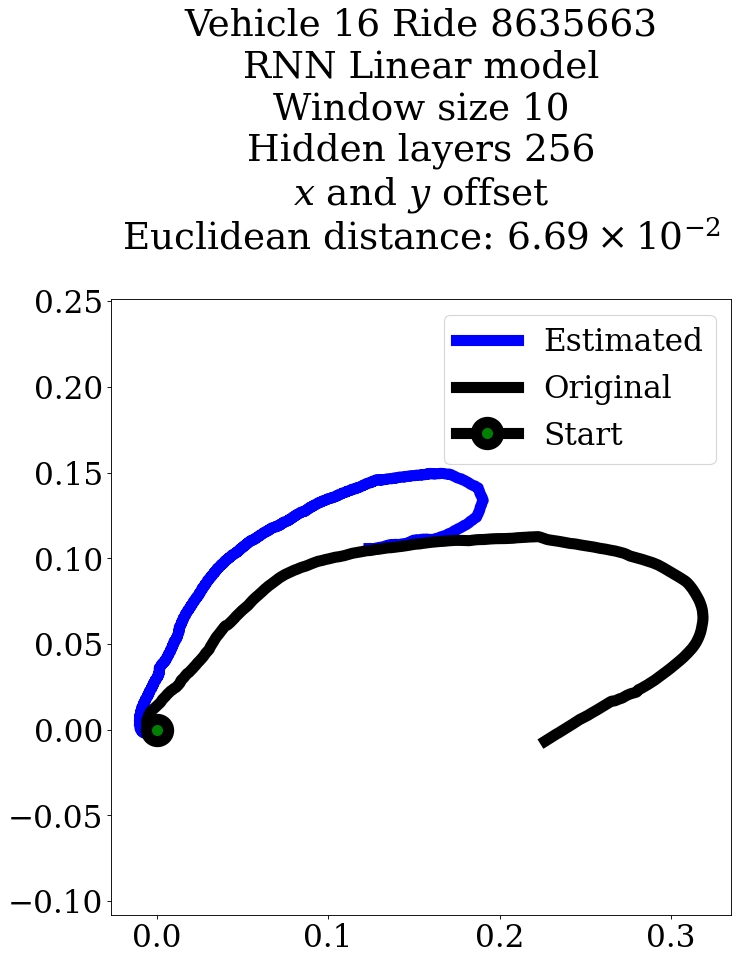 Vehicle 16 Ride 8635663
RNN Linear model
Window size 10
Hidden layers 256
x and y offset
Euclidean distance: 6.69 × 10⁻²
0.25
0.20
0.15
0.10
0.05
0.00
−0.05
−0.10
Estimated
Original
Start
0.0 0.1 0.2 0.3